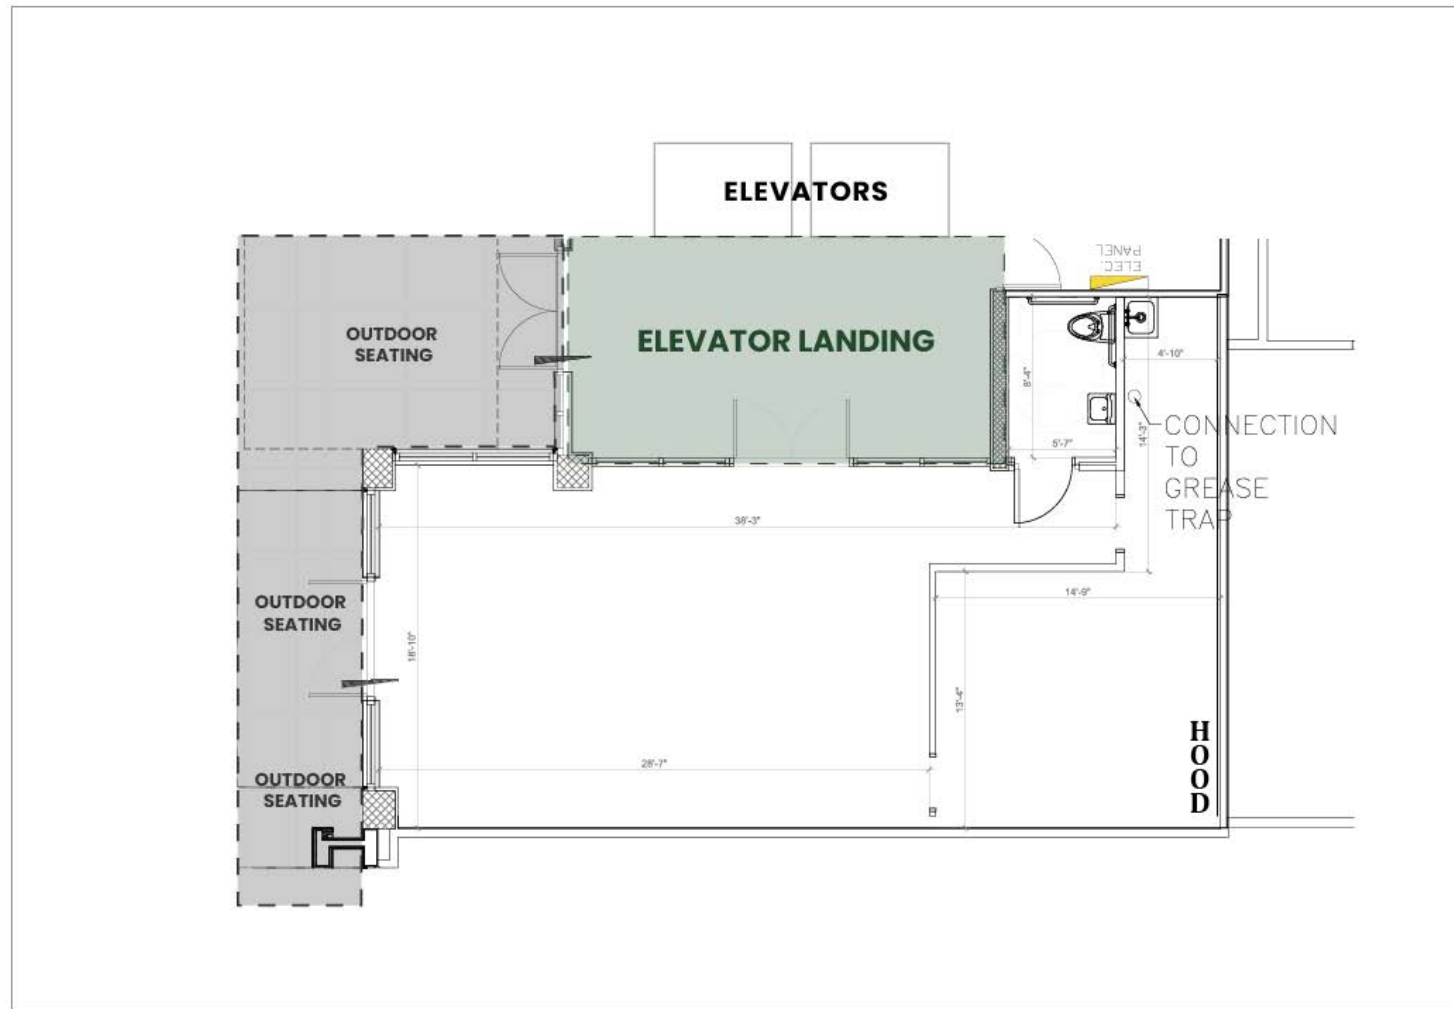 ELEVATORS
ELEC.
PANEL
OUTDOOR
SEATING
ELEVATOR LANDING
4'-10"
8'-4"
5'-7"
14'-3"
CONNECTION
TO
GREASE
TRAP
38'-3"
14'-9"
OUTDOOR
SEATING
18'-10"
13'-4"
28'-7"
HOOD
OUTDOOR
SEATING